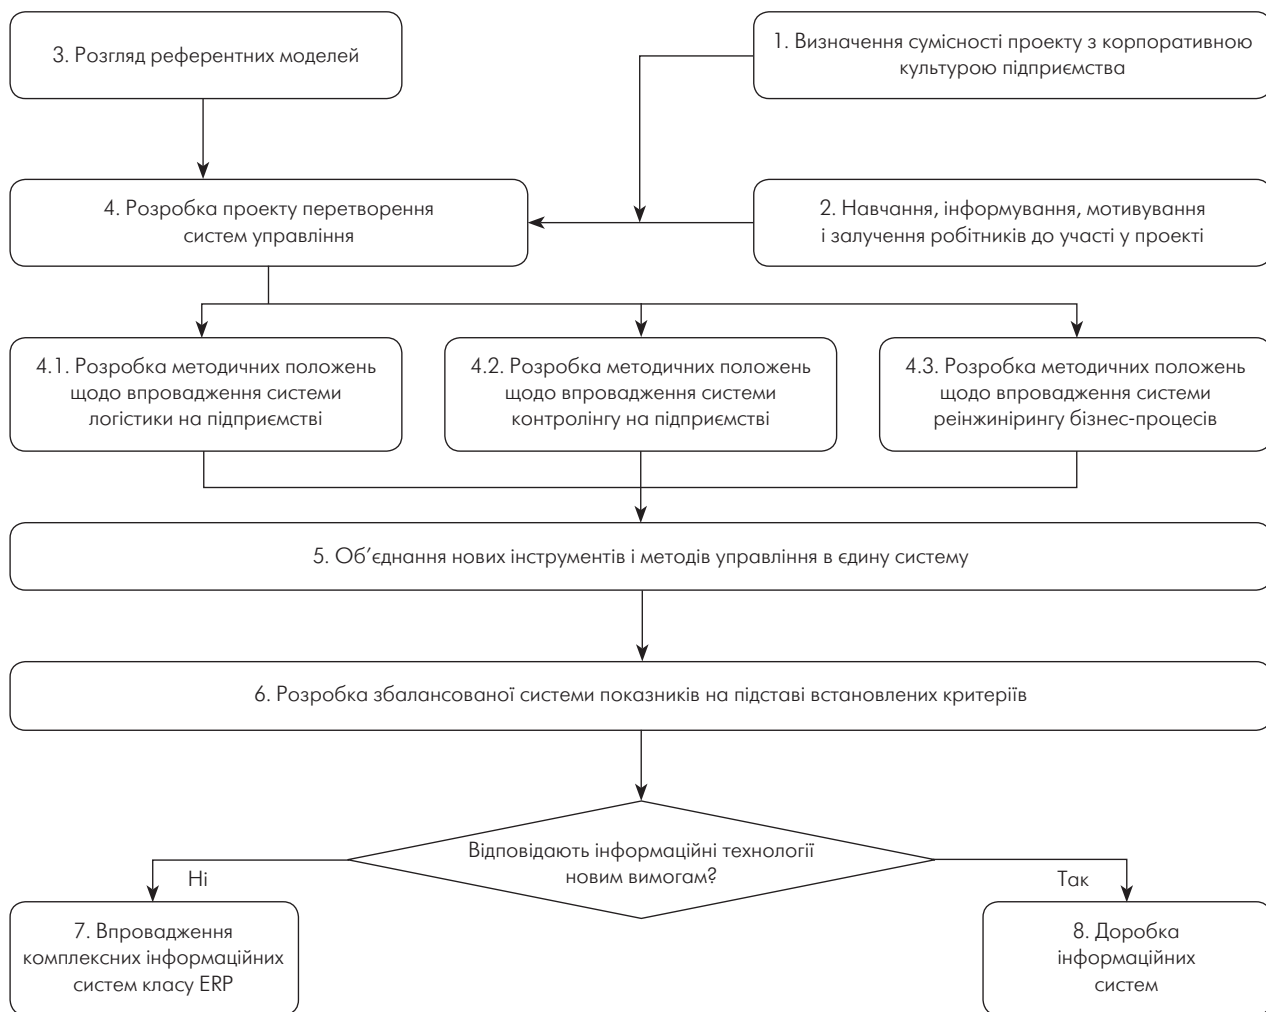 3. Розгляд референтних моделей
1. Визначення сумісності проекту з корпоративною
культурою підприємства
4. Розробка проекту перетворення
систем управління
2. Навчання, інформування, мотивування
і залучення робітників до участі у проекті
4.1. Розробка методичних положень
щодо впровадження системи
логістики на підприємстві
4.2. Розробка методичних положень
щодо впровадження системи
контролінгу на підприємстві
4.3. Розробка методичних положень
щодо впровадження системи
реінжинірингу бізнес-процесів
5. Об’єднання нових інструментів і методів управління в єдину систему
6. Розробка збалансованої системи показників на підставі встановлених критеріїв
Відповідають інформаційні технології
новим вимогам?
Ні
Так
7. Впровадження
комплексних інформаційних
систем класу ERP
8. Доробка
інформаційних
систем